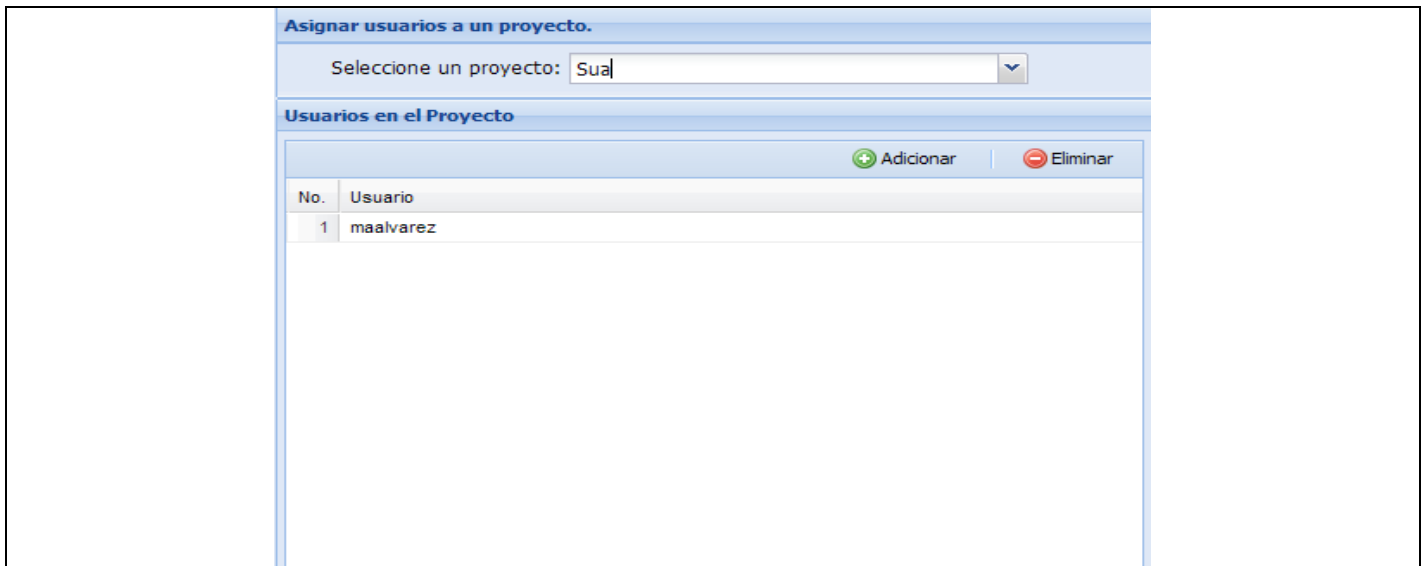 Asignar usuarios a un proyecto.
Seleccione un proyecto: Sua
Usuarios en el Proyecto
Adicionar Eliminar
No. Usuario
1 maalvarez